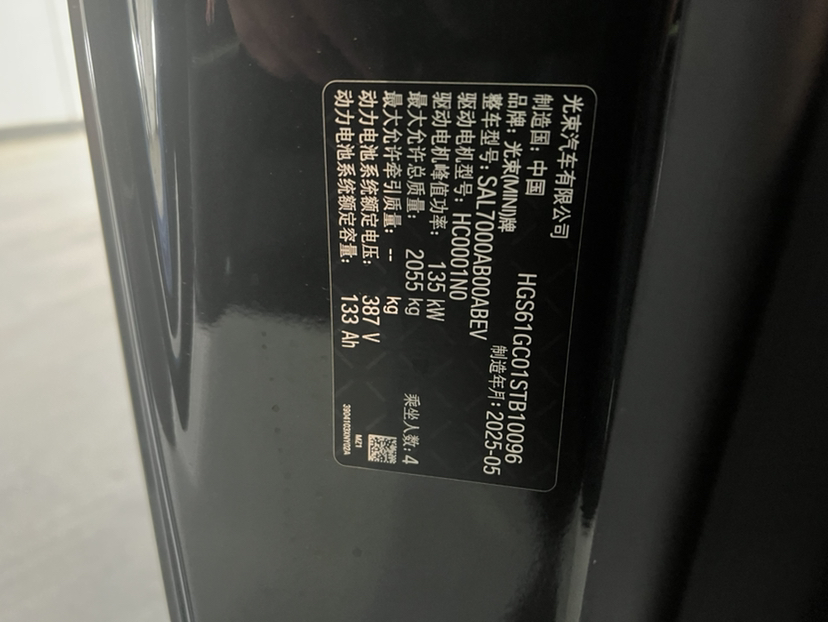 光束汽车有限公司
制造国：中国 HGS61GC01STB10096
品牌：光束(MINI)牌 制造年月：2025-05
整车型号：SAL7000AB00ABEV
驱动电机型号：HC0001N0
驱动电机峰值功率： 135 kW
最大允许总质量： 2055 kg 乘坐人数：4
最大允许牵引质量： -- kg
动力电池系统额定电压： 387 V
动力电池系统额定容量： 133 Ah
MZ1
3904103XNY02A